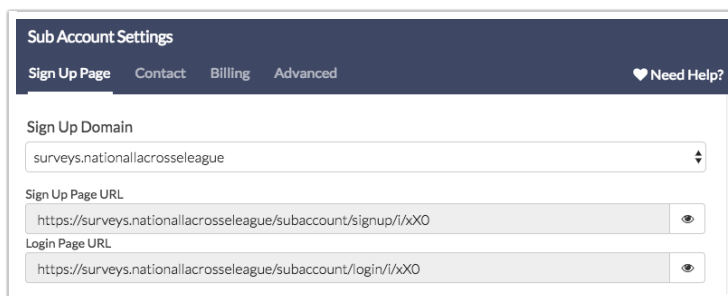 Sub Account Settings
Sign Up Page Contact Billing Advanced Need Help?
Sign Up Domain
surveys.nationallacrosseleague
Sign Up Page URL
https://surveys.nationallacrosseleague/subaccount/signup/i/xX0
Login Page URL
https://surveys.nationallacrosseleague/subaccount/login/i/xX0